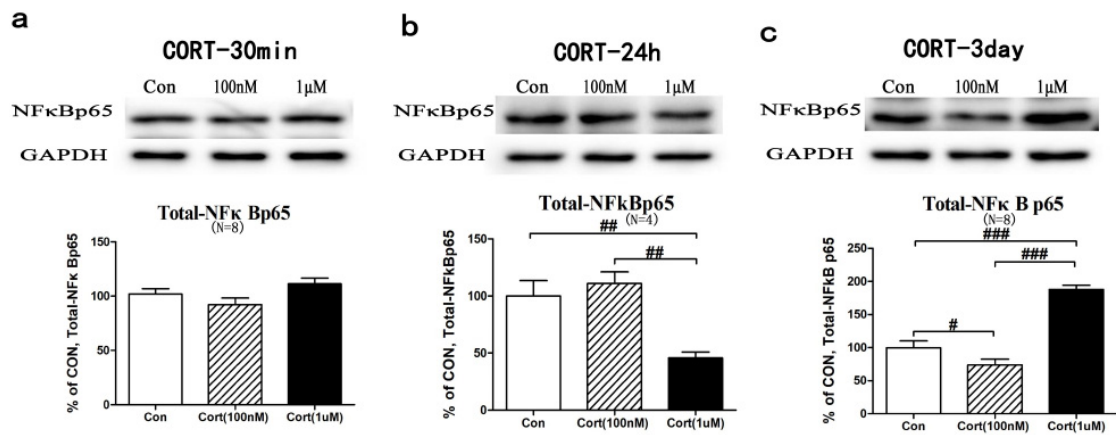 a
CORT-30min
Con 100nM 1μM
NFκBp65
GAPDH
Total-NFκ Bp65
(N=8)
% of CON, Total-NFκ Bp65
150
100
50
0
Con Cort(100nM) Cort(1uM)
b
CORT-24h
Con 100nM 1μM
NFκBp65
GAPDH
Total-NFkBp65
(N=4)
##
##
% of CON, Total-NFkBp65
150
100
50
0
Con Cort(100nM) Cort(1uM)
c
CORT-3day
Con 100nM 1μM
NFκBp65
GAPDH
Total-NFκ B p65
(N=8)
###
###
#
% of CON, Total-NFkB p65
250
200
150
100
50
0
Con Cort(100nM) Cort(1uM)